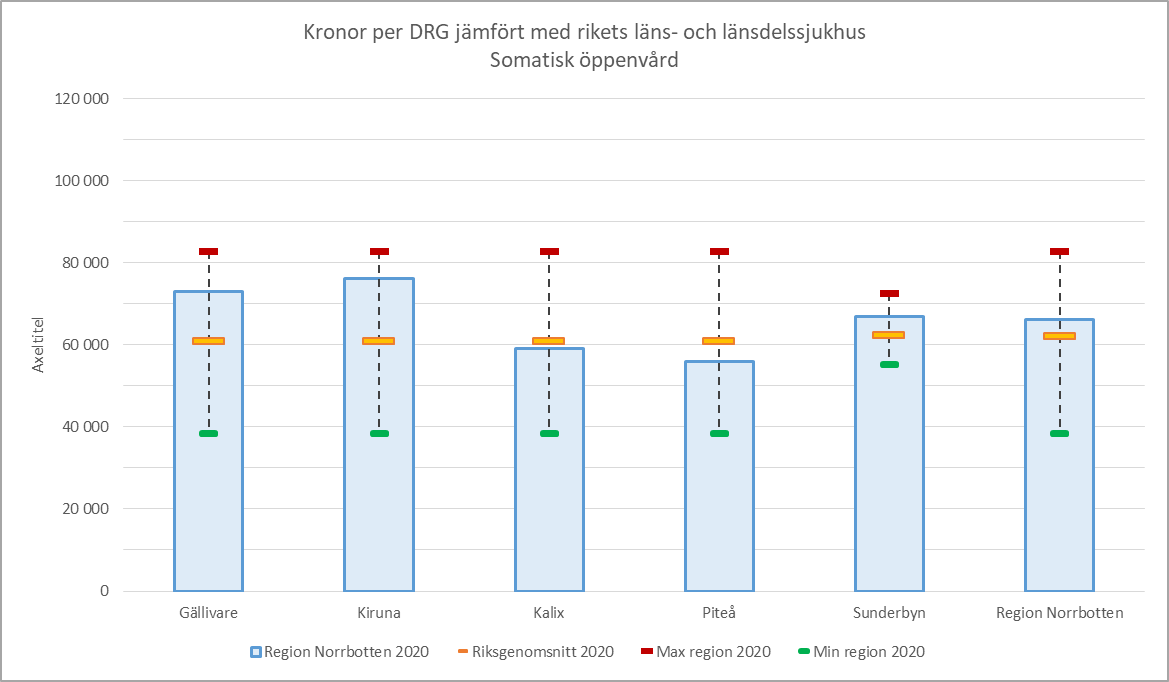 Kronor per DRG jämfört med rikets läns- och länsdelssjukhus
Somatisk öppenvård
120 000
100 000
80 000
60 000
40 000
20 000
0
Axeltitel
Gällivare
Kiruna
Kalix
Piteå
Sunderbyn
Region Norrbotten
Region Norrbotten 2020
Riksgenomsnitt 2020
Max region 2020
Min region 2020